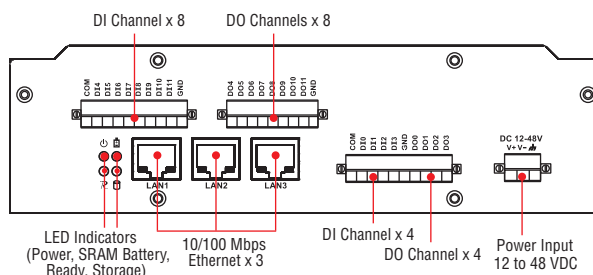 DI Channel x 8
DO Channels x 8
COM
DI4
DI5
DI6
DI7
DI8
DI9
DI10
DI11
GND
DO4
DO5
DO6
DO7
DO8
DO9
DO10
DO11
GND
COM
DI0
DI1
DI2
DI3
GND
DO0
DO1
DO2
DO3
DC 12-48V
V+ V-
LAN1
LAN2
LAN3
LED Indicators
(Power, SRAM Battery,
Ready, Storage)
10/100 Mbps
Ethernet x 3
DI Channel x 4
DO Channel x 4
Power Input
12 to 48 VDC